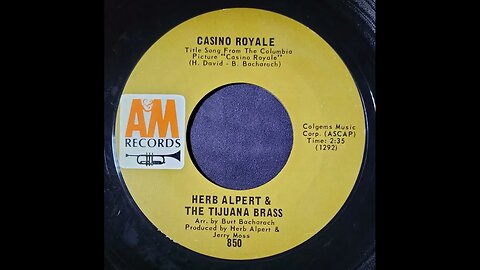 CASINO ROYALE
Title Song From The Columbia
Picture "Casino Royale"
(H. David - B. Bacharach)
A&M
RECORDS
Colgems Music
Corp. (ASCAP)
Time: 2:35
(1292)
HERB ALPERT &
THE TIJUANA BRASS
Arr. by Burt Bacharach
Produced by Herb Alpert &
Jerry Moss
850